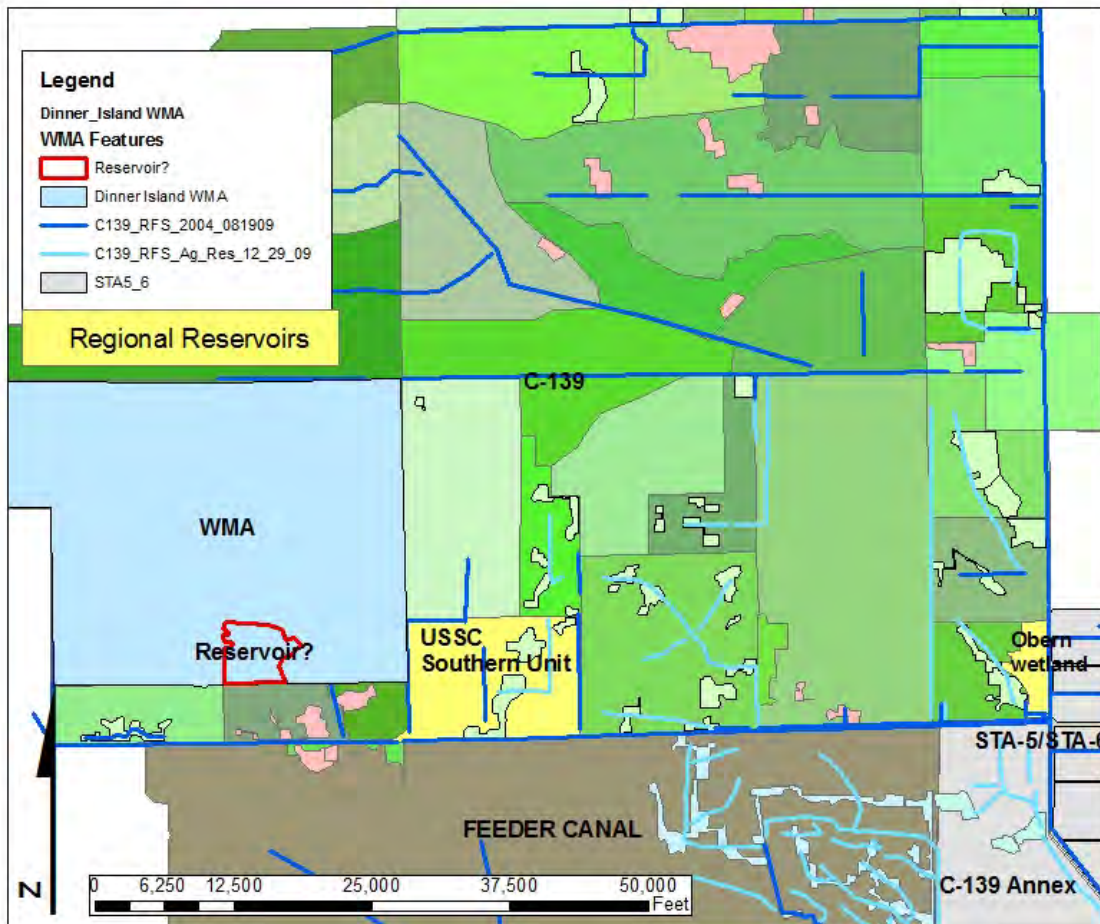 Legend
Dinner_Island WMA
WMA Features
Reservoir?
Dinner Island WMA
C139_RFS_2004_081909
C139_RFS_Ag_Res_12_29_09
STA5_6
Regional Reservoirs
C-139
WMA
Reservoir?
USSC
Southern Unit
Obern
wetland
STA-5/STA-6
FEEDER CANAL
C-139 Annex
N
0 6,250 12,500 25,000 37,500 50,000
Feet